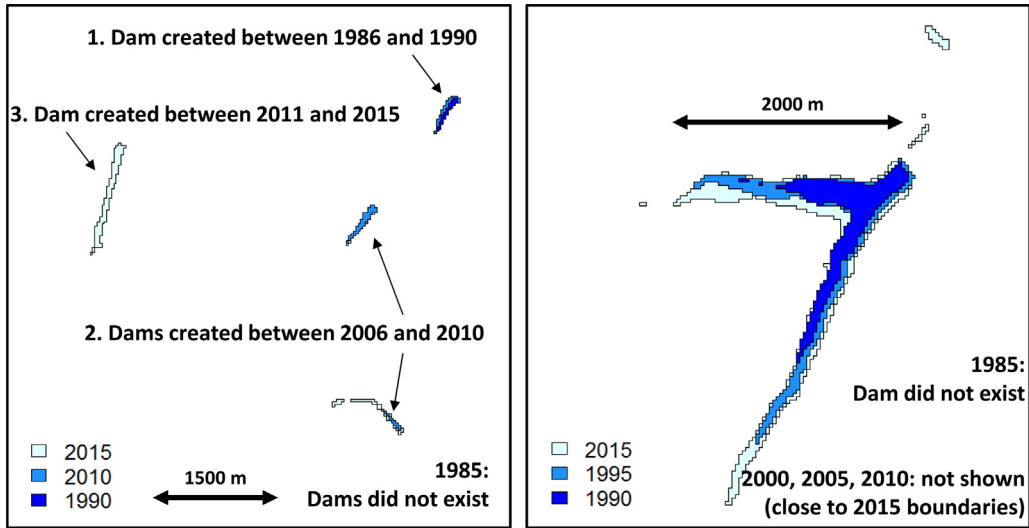 1. Dam created between 1986 and 1990
3. Dam created between 2011 and 2015
2. Dams created between 2006 and 2010
2015
2010
1990
1500 m
1985:
Dams did not exist
2000 m
1985:
Dam did not exist
2015
1995
1990
2000, 2005, 2010: not shown
(close to 2015 boundaries)